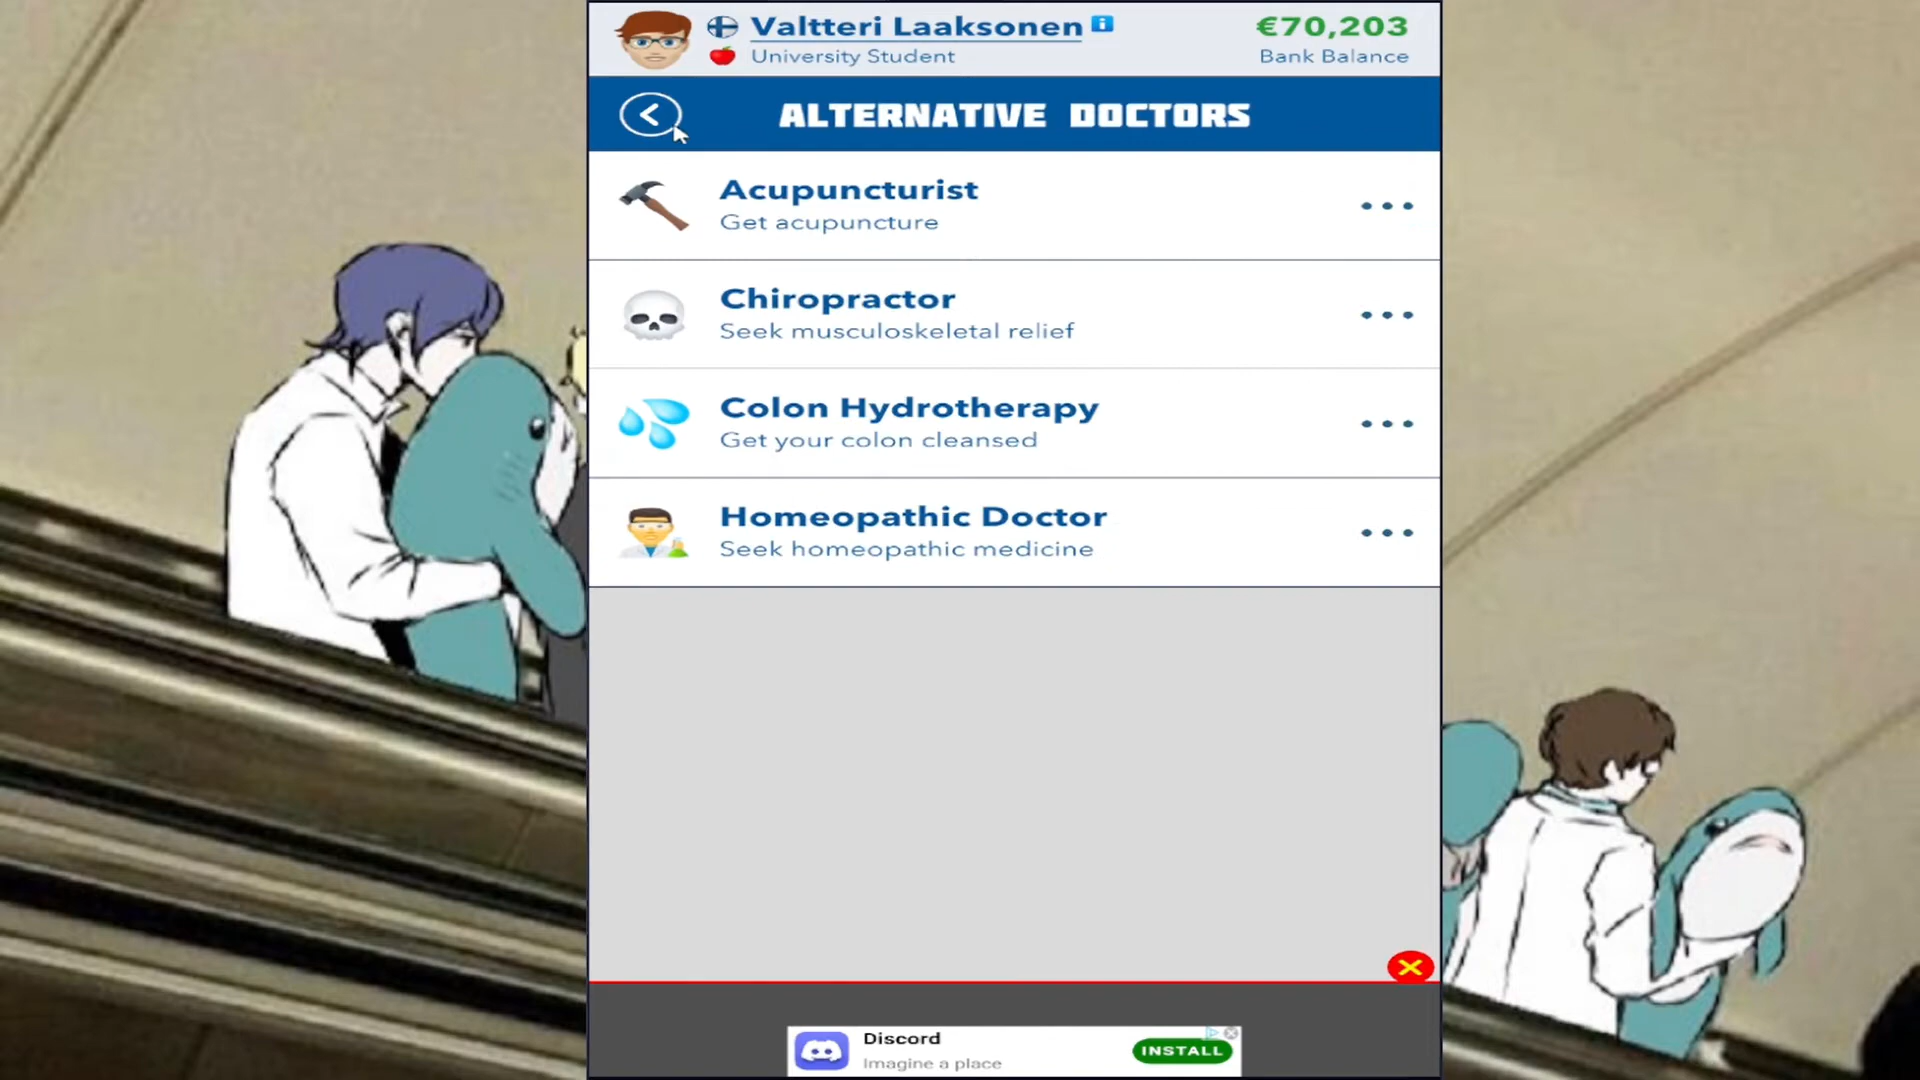 Valtteri Laaksonen
€70,203
University Student
Bank Balance
ALTERNATIVE DOCTORS
Acupuncturist
Get acupuncture
Chiropractor
Seek musculoskeletal relief
Colon Hydrotherapy
Get your colon cleansed
Homeopathic Doctor
Seek homeopathic medicine
Discord
Imagine a place
INSTALL